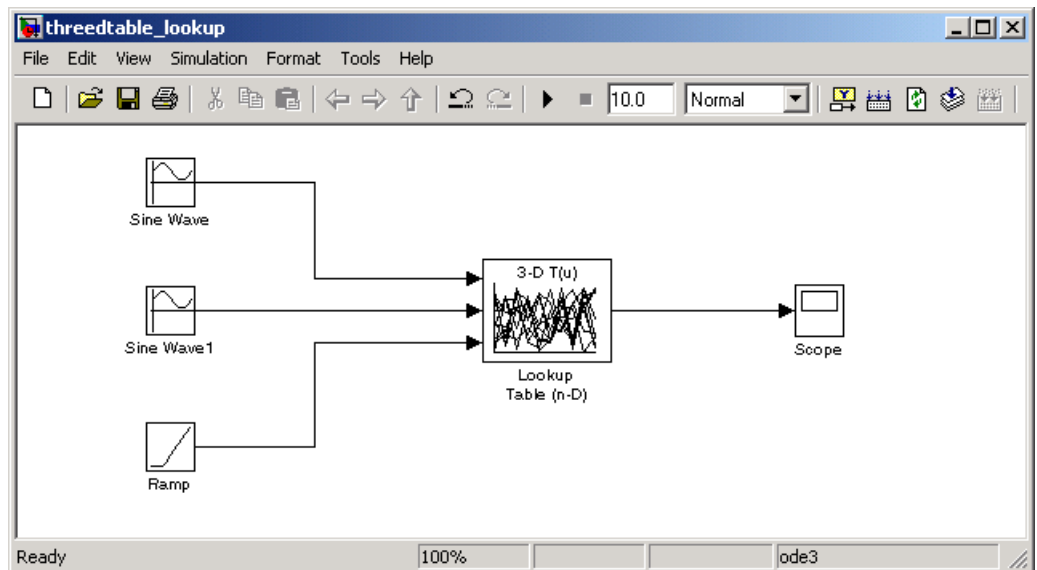 threedtable_lookup
File Edit View Simulation Format Tools Help
10.0 Normal
Sine Wave
3-D T(u)
Sine Wave1
Scope
Lookup
Table (n-D)
Ramp
Ready 100% ode3